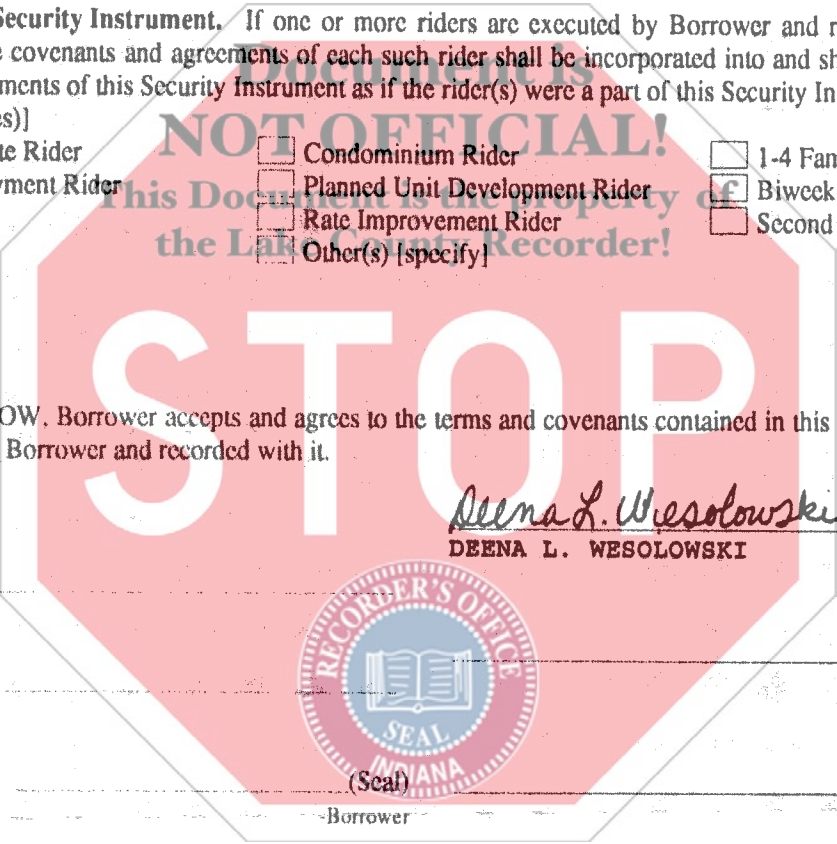 Security Instrument. If one or more riders are executed by Borrower and r
e covenants and agreements of each such rider shall be incorporated into and sh
ments of this Security Instrument as if the rider(s) were a part of this Security In
es)]
te Rider
Condominium Rider
1-4 Fam
yment Rider
Planned Unit Development Rider
Biweek
Rate Improvement Rider
Second
Other(s) [specify]
Document is
NOT OFFICIAL!
This Document is the property of
the Lake County Recorder!
STOP
OW, Borrower accepts and agrees to the terms and covenants contained in this
Borrower and recorded with it.
Deena L. Wiesolowski
DEENA L. WESOLOWSKI
RECORDER'S OFFICE
SEAL
INDIANA
(Seal)
-Borrower